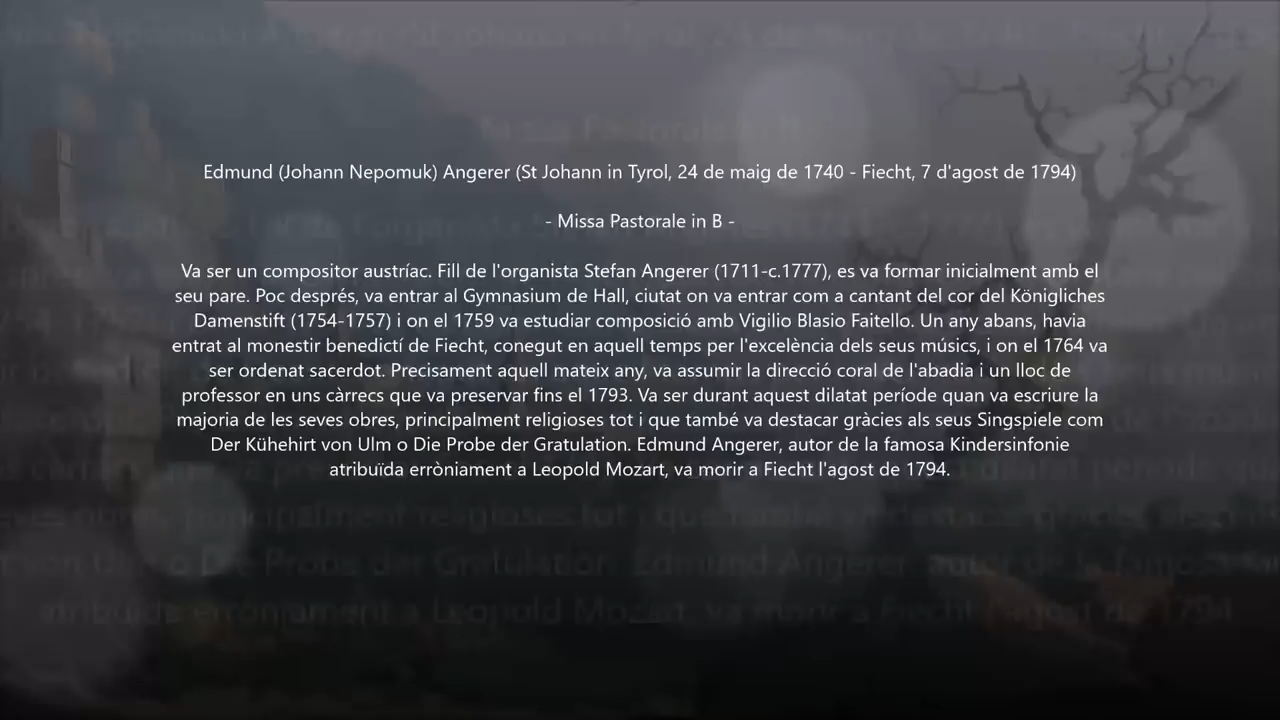 Edmund (Johann Nepomuk) Angerer (St Johann in Tyrol, 24 de maig de 1740 - Fiecht, 7 d'agost de 1794)
- Missa Pastorale in B -
Va ser un compositor austríac. Fill de l'organista Stefan Angerer (1711-c.1777), es va formar inicialment amb el
seu pare. Poc després, va entrar al Gymnasium de Hall, ciutat on va entrar com a cantant del cor del Königliches
Damenstift (1754-1757) i on el 1759 va estudiar composició amb Vigilio Blasio Faitello. Un any abans, havia
entrat al monestir benedictí de Fiecht, conegut en aquell temps per l'excelència dels seus músics, i on el 1764 va
ser ordenat sacerdot. Precisament aquell mateix any, va assumir la direcció coral de l'abadia i un lloc de
professor en uns càrrecs que va preservar fins el 1793. Va ser durant aquest dilatat període quan va escriure la
majoria de les seves obres, principalment religioses tot i que també va destacar gràcies als seus Singspiele com
Der Kühehirt von Ulm o Die Probe der Gratulation. Edmund Angerer, autor de la famosa Kindersinfonie
atribuïda erròniament a Leopold Mozart, va morir a Fiecht l'agost de 1794.